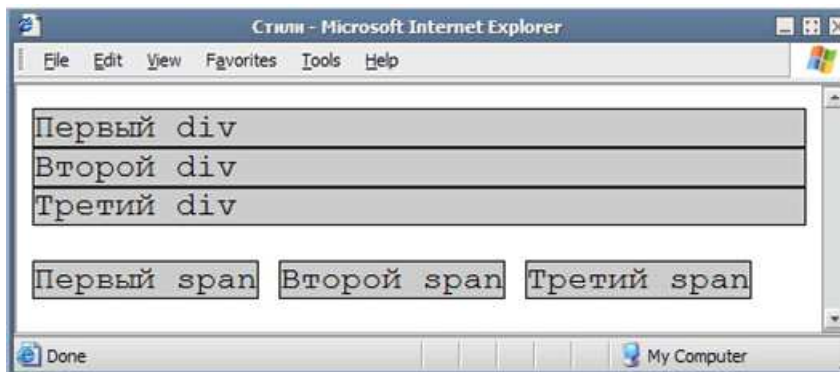 Стили - Microsoft Internet Explorer
File Edit View Favorites Tools Help
Первый div
Второй div
Третий div
Первый span Второй span Третий span
Done My Computer